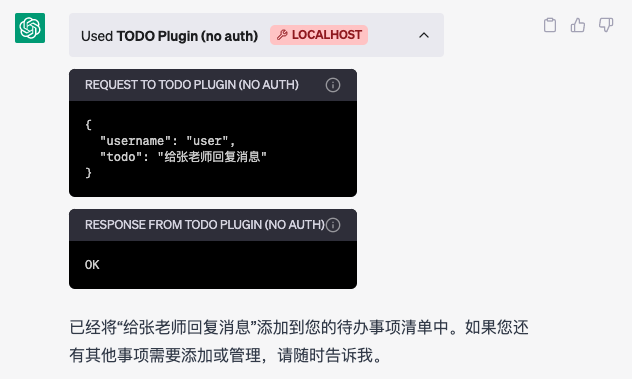 Used TODO Plugin (no auth) LOCALHOST
REQUEST TO TODO PLUGIN (NO AUTH)
{
"username": "user",
"todo": "给张老师回复消息"
}
RESPONSE FROM TODO PLUGIN (NO AUTH)
OK
已经将“给张老师回复消息”添加到您的待办事项清单中。如果您还
有其他事项需要添加或管理，请随时告诉我。